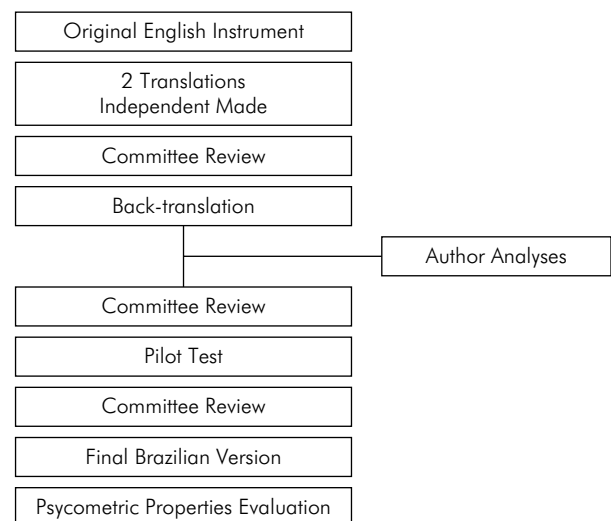 Original English Instrument
2 Translations
Independent Made
Committee Review
Back-translation
Author Analyses
Committee Review
Pilot Test
Committee Review
Final Brazilian Version
Psycometric Properties Evaluation